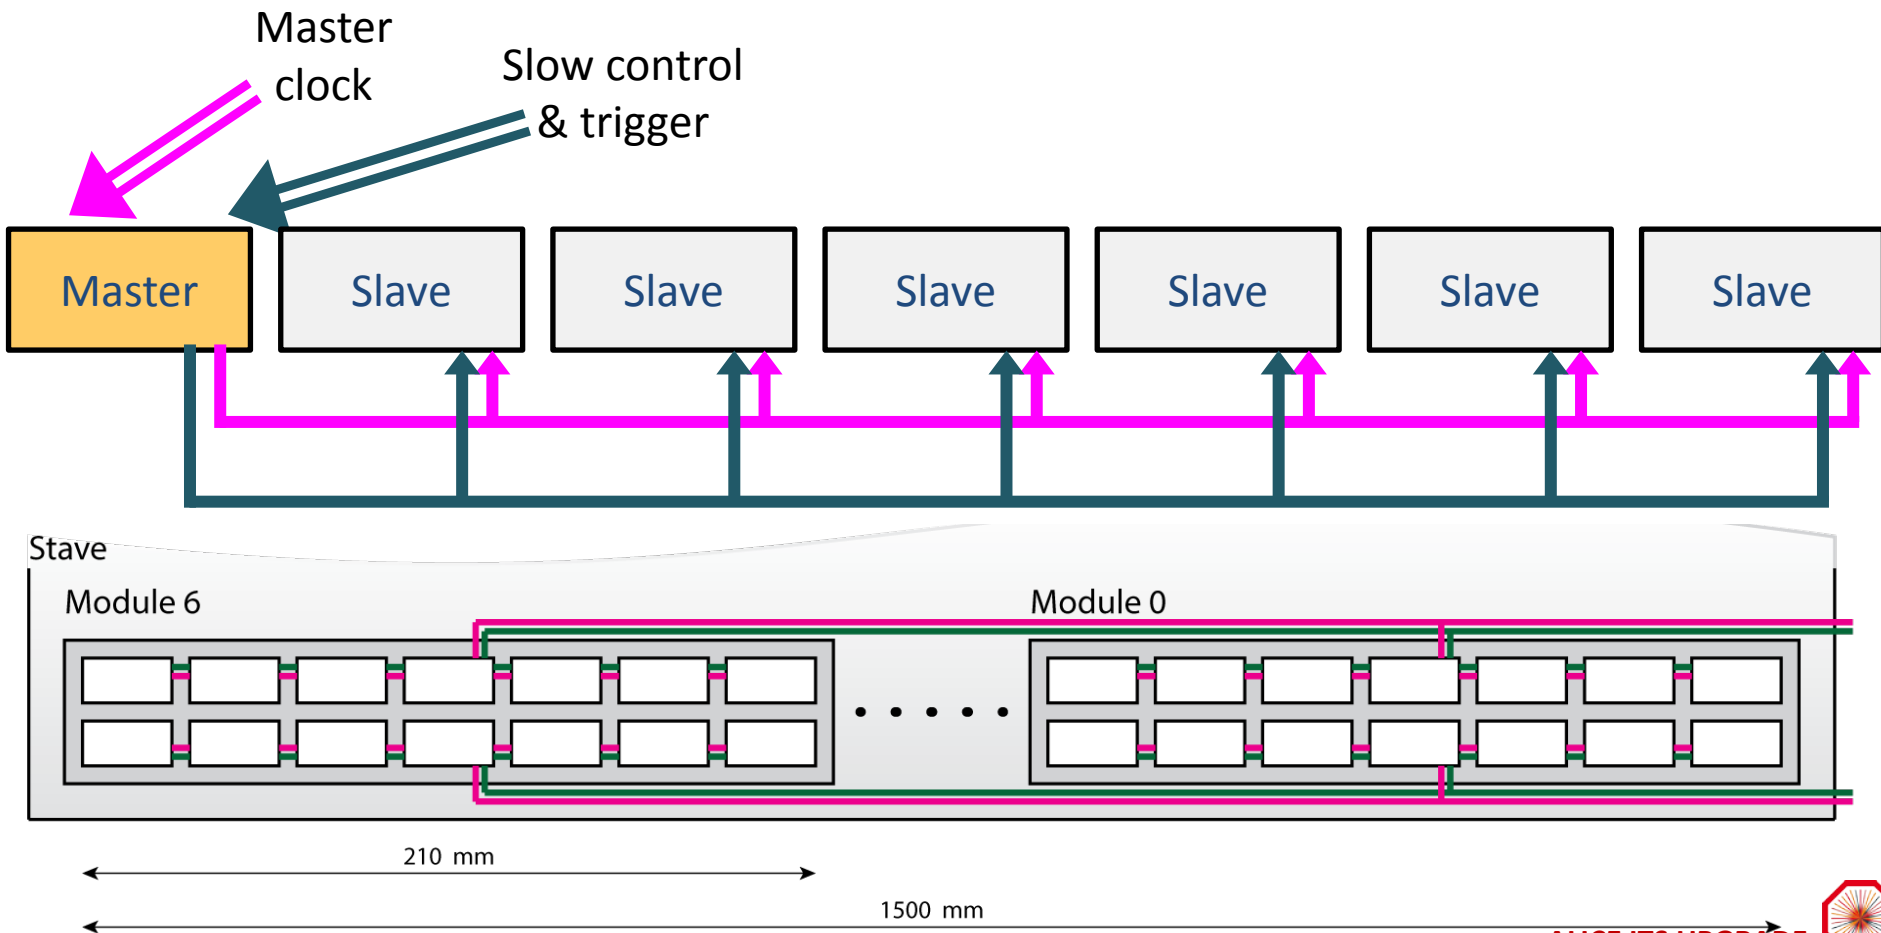 Master
clock
Slow control
& trigger
Master
Slave
Slave
Slave
Slave
Slave
Slave
Stave
Module 6
Module 0
210 mm
1500 mm